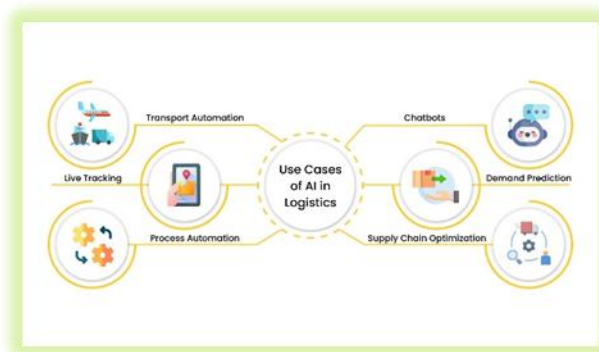 Transport Automation
Chatbots
Use Cases
of AI in
Logistics
Live Tracking
Demand Prediction
Process Automation
Supply Chain Optimization